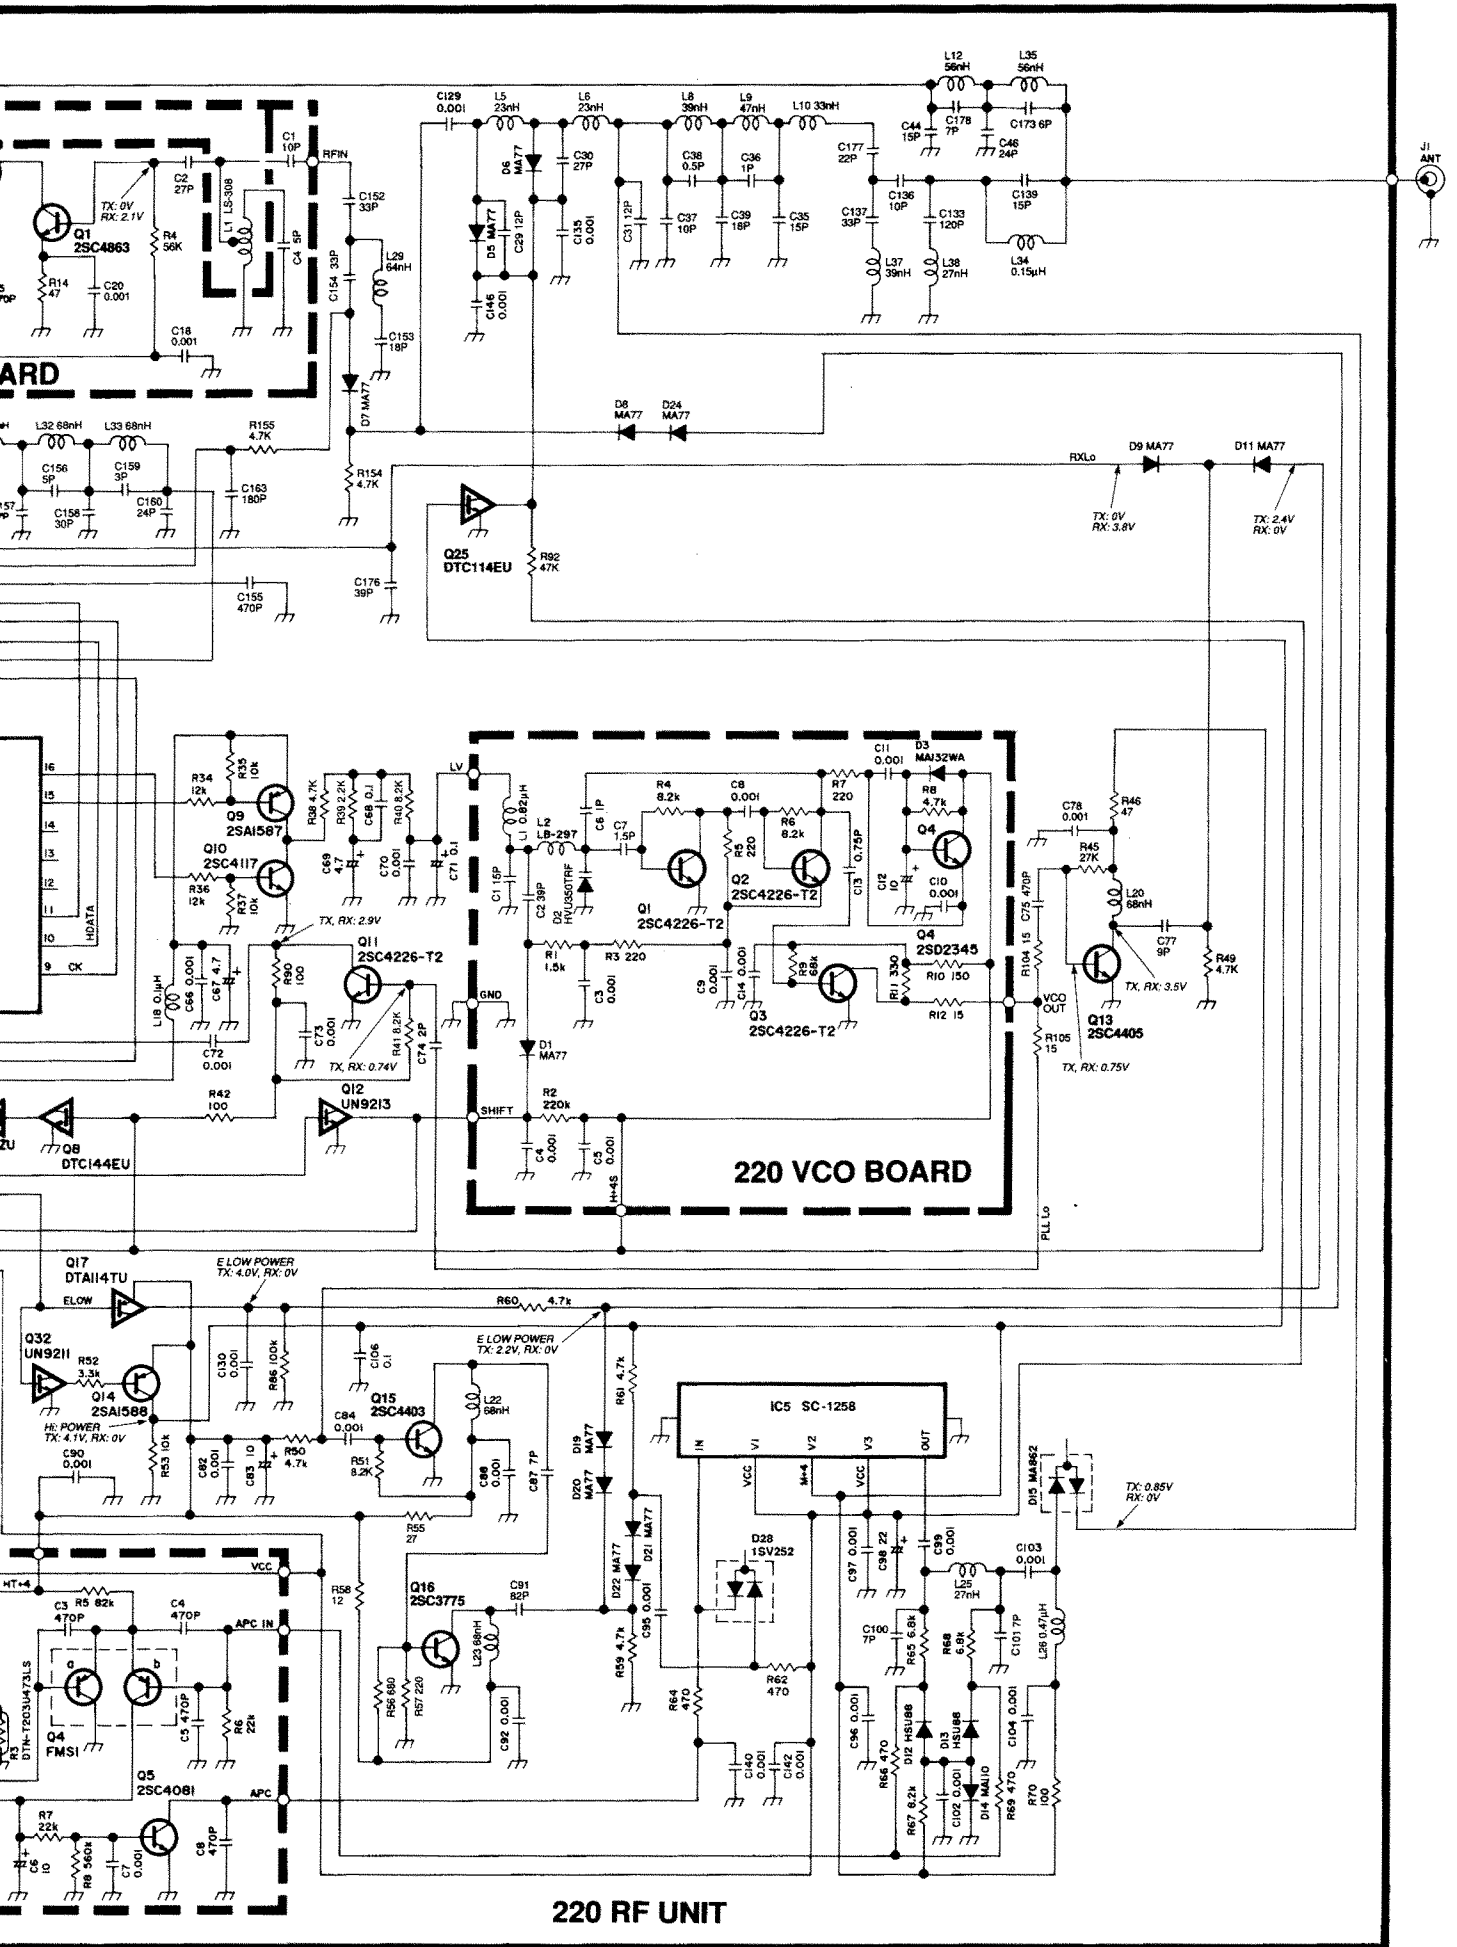 L12
56nH
L35
56nH
C129
0.001
L5
23nH
L6
23nH
L8
39nH
L9
47nH
L10 33nH
C44
15P
C178
7P
C173 6P
C46
24P
C1
10P
RFIN
C2
27P
L1 LS-308
C4 5P
TX: 0V
RX: 2.1V
Q1
2SC4863
R4
56K
R14
47
C20
0.001
C18
0.001
ARD
C152
33P
C154 33P
L29
64nH
C153
18P
D7 MA77
D6
MA77
C30
27P
D5 MA77
C29 12P
C135
0.001
C146
0.001
C31 12P
C38
0.5P
C36
1P
C37
10P
C39
18P
C35
15P
C177
22P
C136
10P
C139
15P
C137
33P
C133
120P
L37
39nH
L38
27nH
L34
0.15µH
J1
ANT
L32 68nH
L33 68nH
R155
4.7K
C156
5P
C159
3P
C158
30P
C160
24P
C163
180P
R154
4.7K
D8
MA77
D24
MA77
RXLo
D9 MA77
D11 MA77
TX: 0V
RX: 3.8V
TX: 2.4V
RX: 0V
Q25
DTC114EU
R92
47K
C155
470P
C176
39P
16
15
14
13
12
11
10
9
HDATA
CK
R34
12k
R35
10k
Q9
2SA1587
Q10
2SC4117
R36
12k
R37
10k
R38 4.7K
R39 2.2K
C68 0.1
R40 8.2K
C69
4.7
C70
0.001
C71 0.1
LV
L1 0.82µH
L2
LB-297
C6 1P
C7
1.5P
R4
8.2k
C8
0.001
R6
8.2k
R7
220
C11
0.001
D3
MA132WA
R8
4.7k
Q4
R5
220
C1 15P
C2 39P
D2
HVU350TRF
Q1
2SC4226-T2
Q2
2SC4226-T2
C13 0.75P
C12
10
C10
0.001
Q4
2SD2345
R1
1.5k
R3 220
C3
0.001
C9
0.001
C14 0.001
R9
68k
R11 330
R10 150
R12 15
Q3
2SC4226-T2
GND
D1
MA77
SHIFT
R2
220k
C4
0.001
C5
0.001
H+4S
220 VCO BOARD
VCO
OUT
R104 15
C75 470P
R105
15
C78
0.001
R46
47
R45
27K
L20
68nH
C77
9P
R49
4.7K
Q13
2SC4405
TX, RX: 3.5V
TX, RX: 0.75V
PLL Lo
TX, RX: 2.9V
Q11
2SC4226-T2
L18 0.1µH
C66 0.001
C67 4.7
R90
100
C73
0.001
C72
0.001
R41 8.2K
C74 2P
TX, RX: 0.74V
R42
100
Q12
UN9213
Q8
DTC144EU
ZU
Q17
DTA114TU
E LOW POWER
TX: 4.0V, RX: 0V
ELOW
Q32
UN9211
R52
3.3k
Q14
2SA1588
Hi: POWER
TX: 4.1V, RX: 0V
C90
0.001
R53 10k
C130
0.001
R86 100k
C106
0.1
C82
0.001
C83 10
R50
4.7k
C84
0.001
R51
8.2K
Q15
2SC4403
L22
68nH
C88
0.001
C87 7P
R55
27
R60 4.7k
E LOW POWER
TX: 2.2V, RX: 0V
R61 4.7k
D19
MA77
D20
MA77
D21 MA77
D22 MA77
R59 4.7k
C95 0.001
IC5 SC-1258
IN
V1
V2
V3
OUT
VCC
M+4
VCC
D28
1SV252
R62
470
R64
470
C97 0.001
C98 22
C99
0.001
L25
27nH
C103
0.001
D15 MA862
TX: 0.85V
RX: 0V
C100
7P
R65 6.8k
R68
6.8k
C101 7P
L26 0.47µH
C96 0.001
D12 HSU88
D13
HSU88
C104 0.001
R66 470
R67 8.2k
C102 0.001
D14 MA110
R69 470
R70
100
C140
0.001
C142
0.001
VCC
HT+4
R5 82k
C3
470P
C4
470P
APC IN
a
b
Q4
FMS1
C5 470P
R6
22k
R3
DTN-T203U473LS
Q5
2SC4081
APC
R7
22k
C6
10
R8 560k
C7
0.001
C8
470P
R58
12
Q16
2SC3775
C91
82P
L23 68nH
R56 680
R57 220
C92 0.001
220 RF UNIT